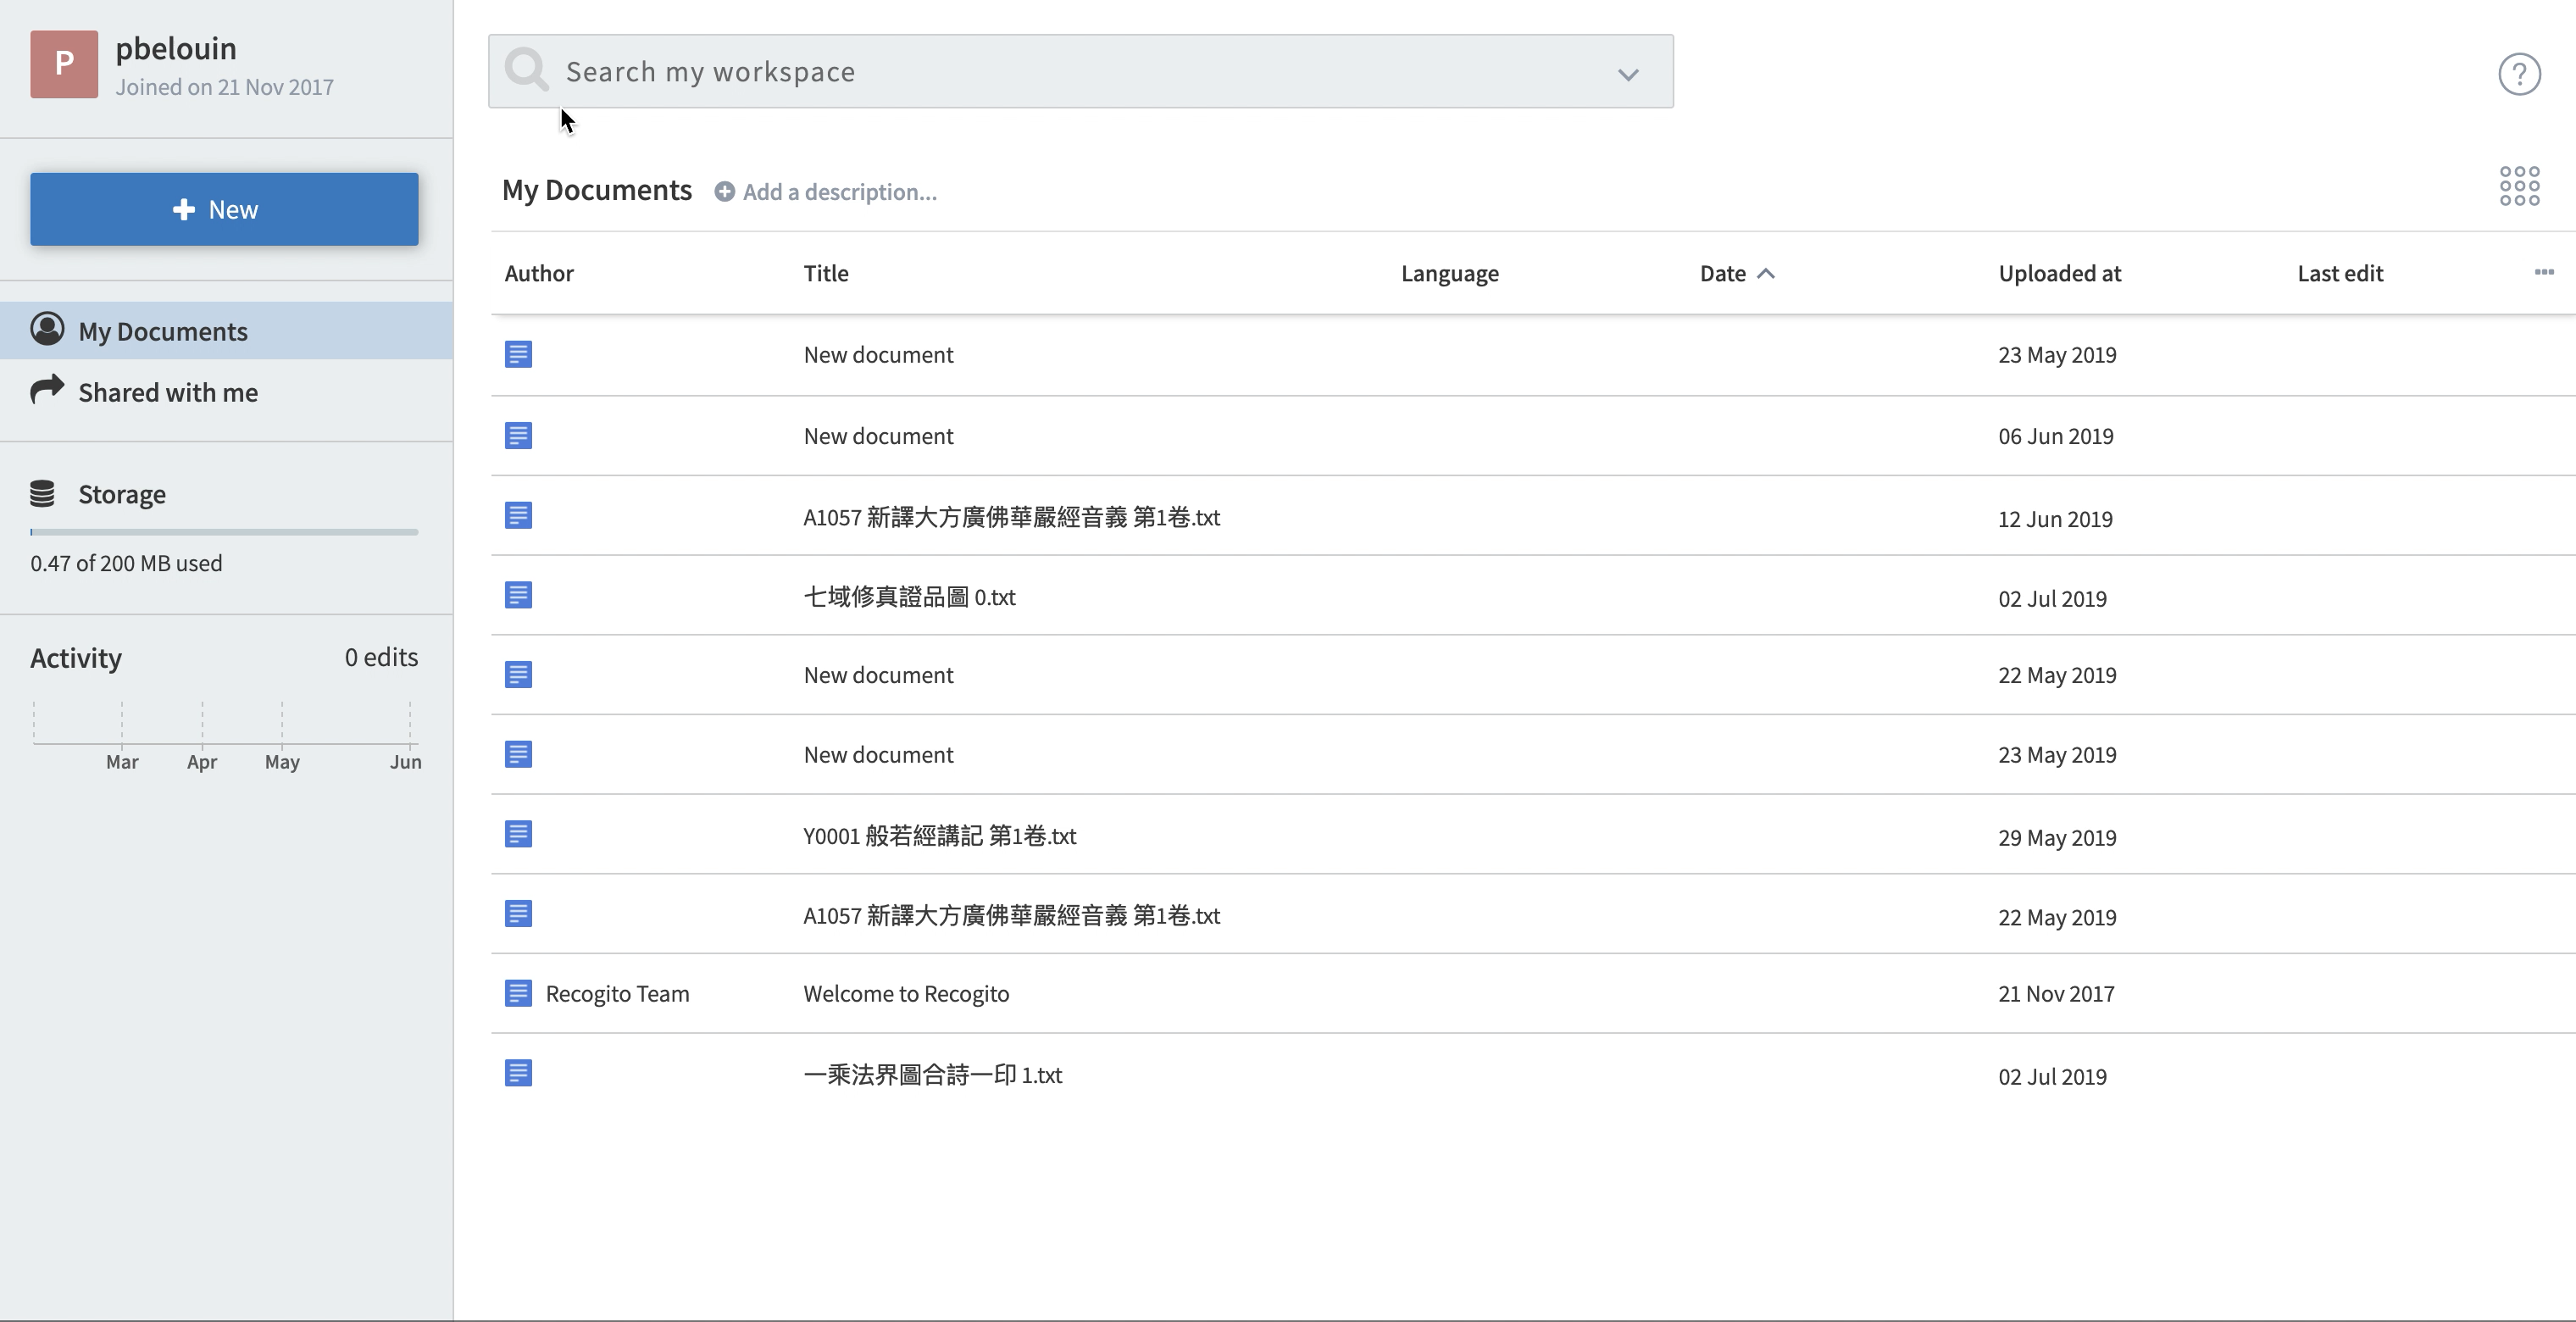 P
pbelouin
Joined on 21 Nov 2017
New
My Documents
Shared with me
Storage
0.47 of 200 MB used
Activity 0 edits
Mar Apr May Jun
Search my workspace
?
My Documents Add a description...
Author Title Language Date Uploaded at Last edit
New document 23 May 2019
New document 06 Jun 2019
A1057 新譯大方廣佛華嚴經音義 第1卷.txt 12 Jun 2019
七域修真證品圖 0.txt 02 Jul 2019
New document 22 May 2019
New document 23 May 2019
Y0001 般若經講記 第1卷.txt 29 May 2019
A1057 新譯大方廣佛華嚴經音義 第1卷.txt 22 May 2019
Recogito Team Welcome to Recogito 21 Nov 2017
一乘法界圖合詩一印 1.txt 02 Jul 2019